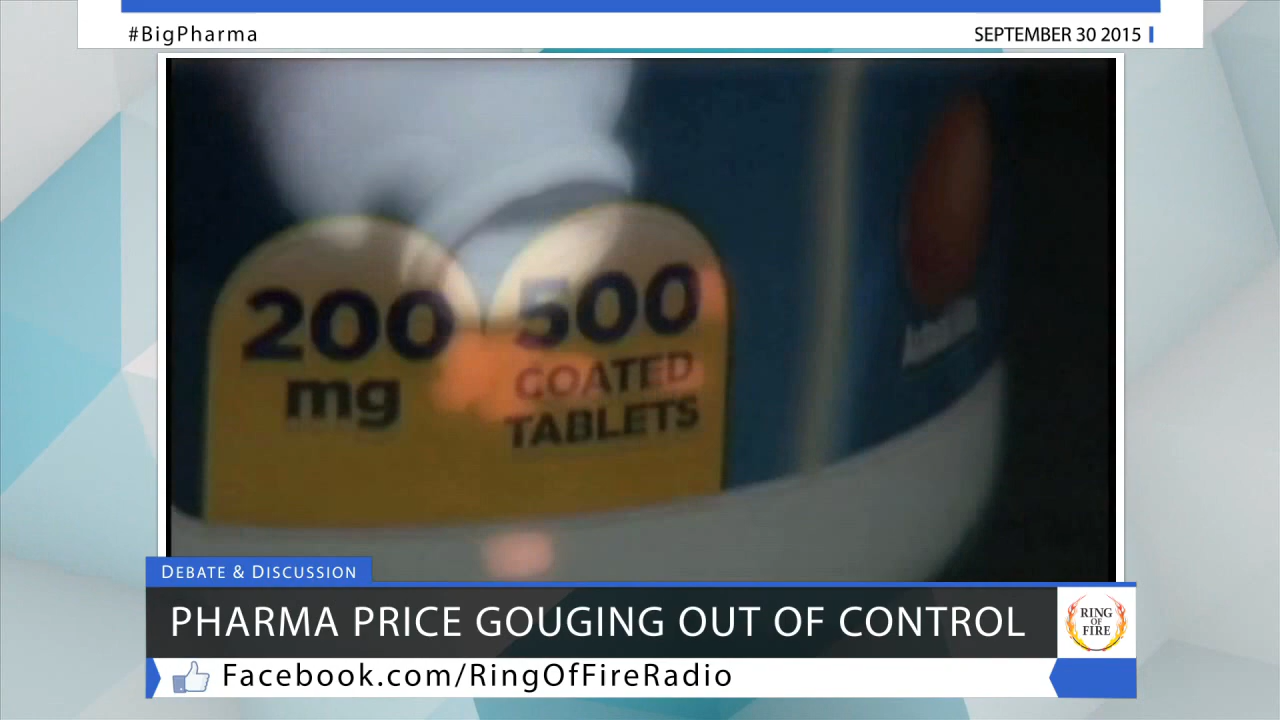 #BigPharma
SEPTEMBER 30 2015
200
mg
500
COATED
TABLETS
DEBATE & DISCUSSION
PHARMA PRICE GOUGING OUT OF CONTROL
RING
OF
FIRE
Facebook.com/RingOfFireRadio